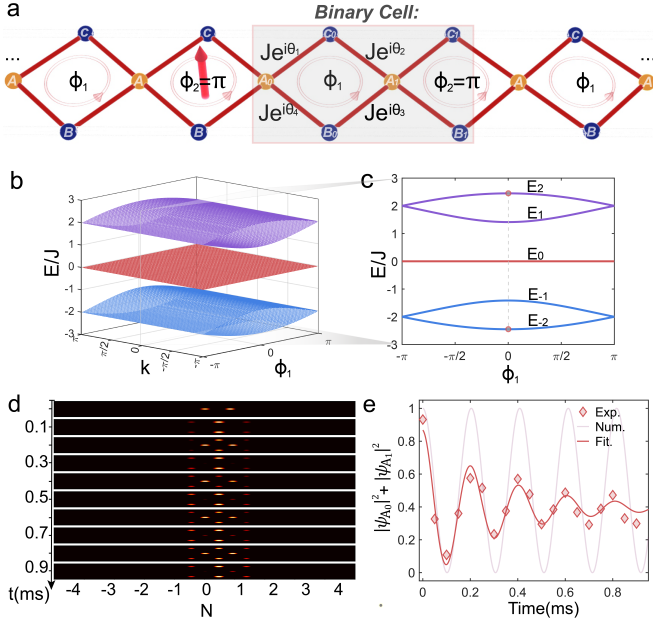 a
Binary Cell:
C C C₀ C₁ C
Jeiθ₁ Jeiθ₂
... A ϕ₁ A ϕ₂=π A₀ ϕ₁ A₁ ϕ₂=π A ϕ₁ A ...
Jeiθ₄ Jeiθ₃
B B B₀ B₁ B
b
E/J
3
2
1
0
-1
-2
-3
π π/2 0 -π/2 -π
k
-π 0 π
ϕ₁
c
E/J
3
2
1
0
-1
-2
-3
E₂
E₁
E₀
E₋₁
E₋₂
-π -π/2 0 π/2 π
ϕ₁
d
0.1
0.3
0.5
0.7
0.9
t(ms)
-4 -3 -2 -1 0 1 2 3 4
N
e
|ψA₀|²+ |ψA₁|²
1
0.8
0.6
0.4
0.2
0
Exp.
Num.
Fit.
0 0.2 0.4 0.6 0.8
Time(ms)